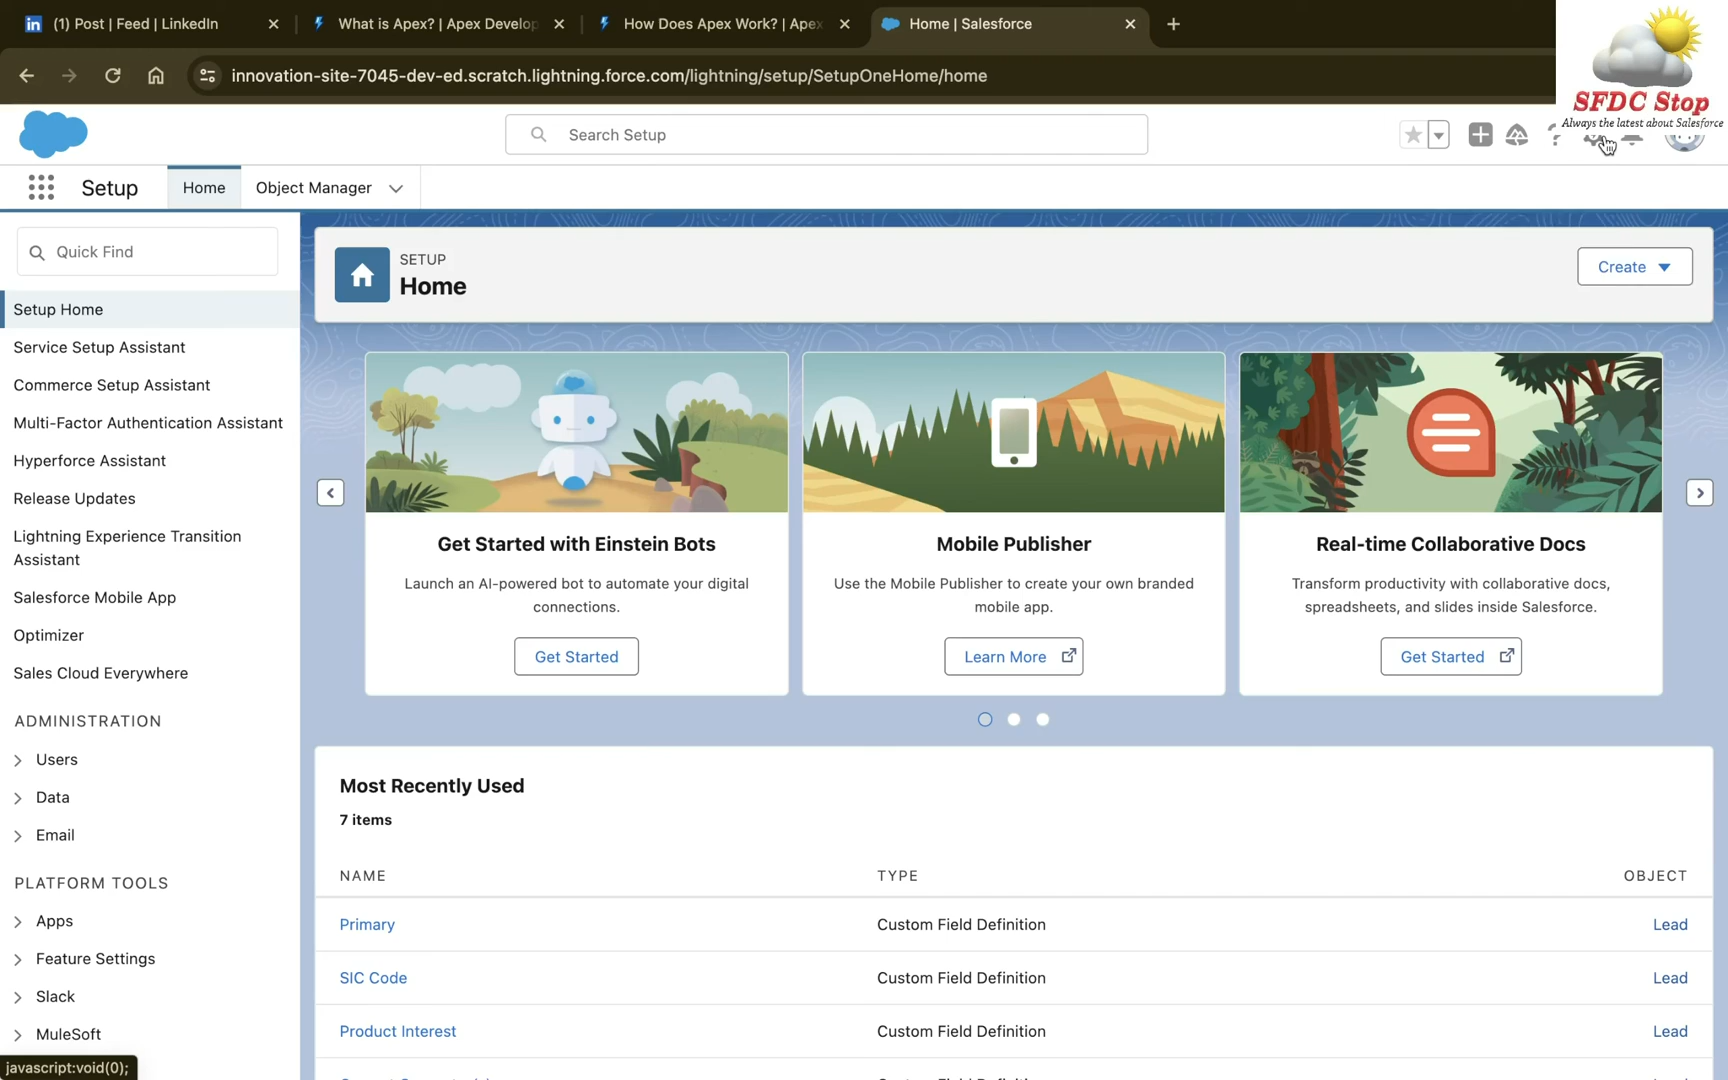 (1) Post | Feed | LinkedIn
What is Apex? | Apex Develop
How Does Apex Work? | Apex
Home | Salesforce
innovation-site-7045-dev-ed.scratch.lightning.force.com/lightning/setup/SetupOneHome/home
SFDC Stop
Always the latest about Salesforce
Search Setup
Setup
Home
Object Manager
Quick Find
Setup Home
Service Setup Assistant
Commerce Setup Assistant
Multi-Factor Authentication Assistant
Hyperforce Assistant
Release Updates
Lightning Experience Transition
Assistant
Salesforce Mobile App
Optimizer
Sales Cloud Everywhere
ADMINISTRATION
Users
Data
Email
PLATFORM TOOLS
Apps
Feature Settings
Slack
MuleSoft
javascript:void(0);
SETUP
Home
Create
Get Started with Einstein Bots
Launch an AI-powered bot to automate your digital
connections.
Get Started
Mobile Publisher
Use the Mobile Publisher to create your own branded
mobile app.
Learn More
Real-time Collaborative Docs
Transform productivity with collaborative docs,
spreadsheets, and slides inside Salesforce.
Get Started
Most Recently Used
7 items
NAME TYPE OBJECT
Primary Custom Field Definition Lead
SIC Code Custom Field Definition Lead
Product Interest Custom Field Definition Lead